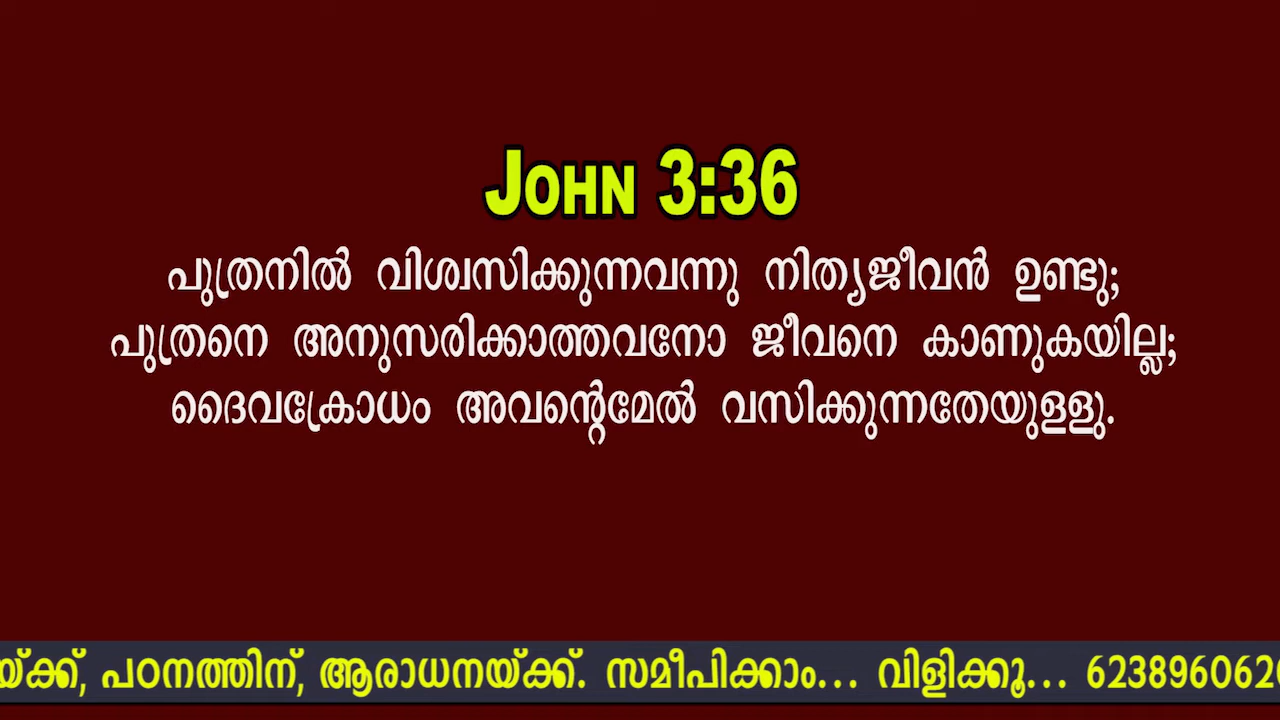 John 3:36
പുത്രനിൽ വിശ്വസിക്കുന്നവന്നു നിത്യജീവൻ ഉണ്ടു;
പുത്രനെ അനുസരിക്കാത്തവനോ ജീവനെ കാണുകയില്ല;
ദൈവക്രോധം അവന്റെമേൽ വസിക്കുന്നതേയുള്ളു.
യ്ക്ക്, പഠനത്തിന്, ആരാധനയ്ക്ക്. സമീപിക്കാം... വിളിക്കൂ... 623896062